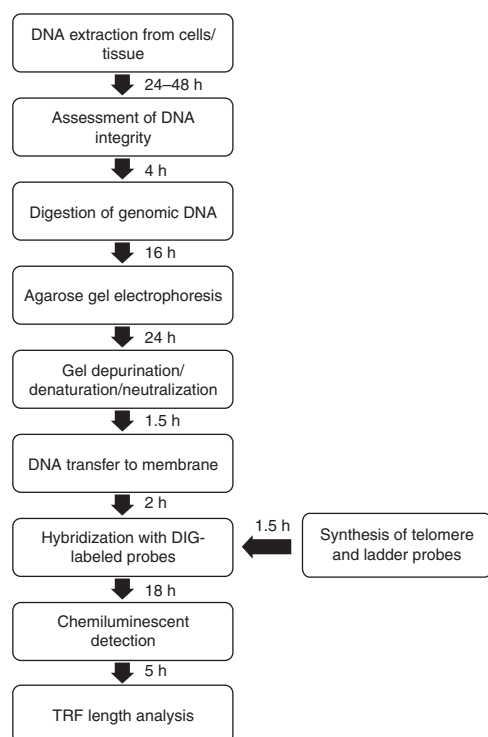 DNA extraction from cells/
tissue
24–48 h
Assessment of DNA
integrity
4 h
Digestion of genomic DNA
16 h
Agarose gel electrophoresis
24 h
Gel depurination/
denaturation/neutralization
1.5 h
DNA transfer to membrane
2 h
Hybridization with DIG-
labeled probes
1.5 h
Synthesis of telomere
and ladder probes
18 h
Chemiluminescent
detection
5 h
TRF length analysis